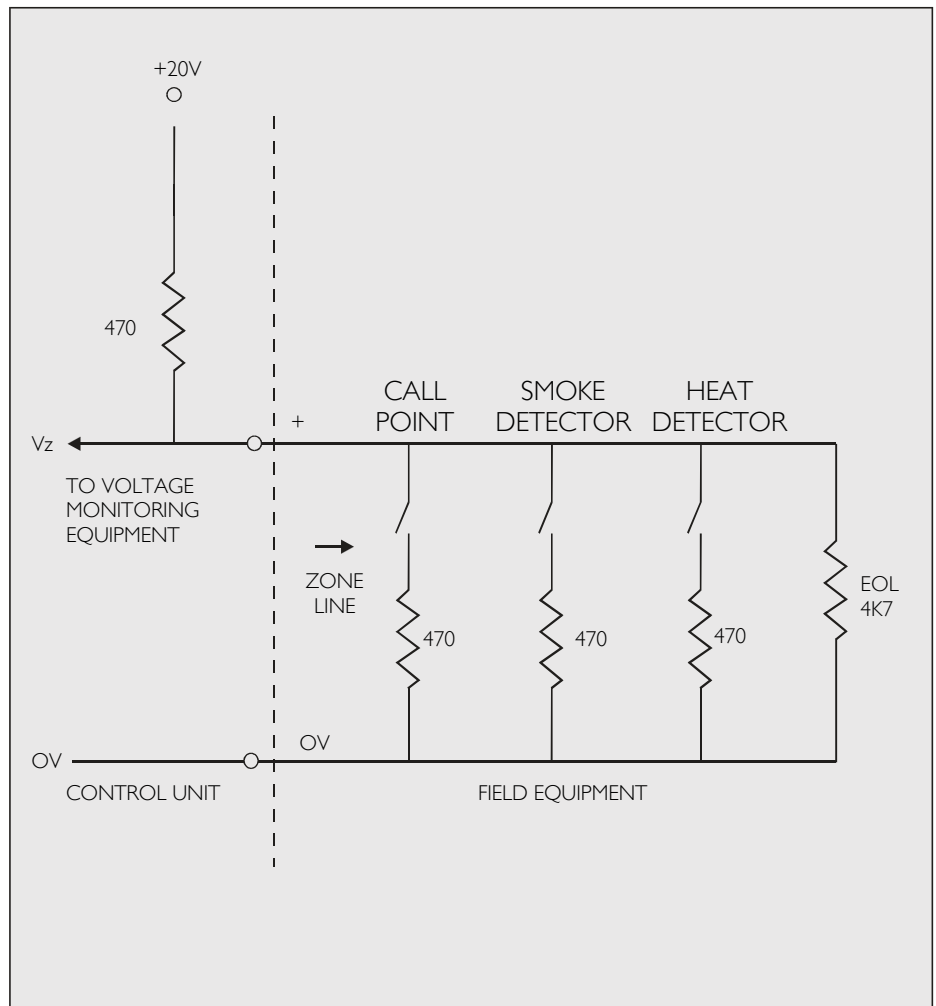 +20V
470
CALL
POINT
SMOKE
DETECTOR
HEAT
DETECTOR
+
Vz
TO VOLTAGE
MONITORING
EQUIPMENT
ZONE
LINE
470
470
470
EOL
4K7
OV
OV
CONTROL UNIT
FIELD EQUIPMENT